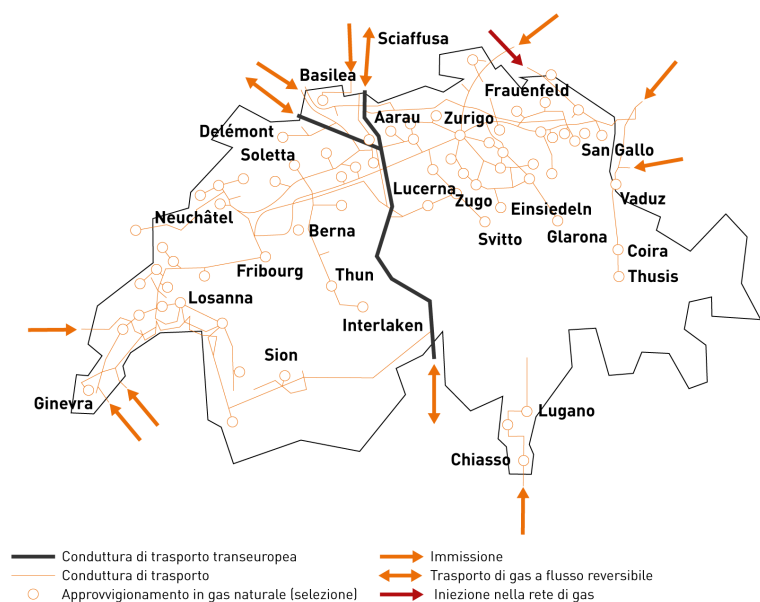 Sciaffusa
Basilea
Frauenfeld
Aarau
Zurigo
Delémont
San Gallo
Soletta
Lucerna
Vaduz
Zugo
Einsiedeln
Neuchâtel
Berna
Svitto
Glarona
Coira
Fribourg
Thun
Thusis
Losanna
Interlaken
Sion
Ginevra
Lugano
Chiasso
Conduttura di trasporto transeuropea
Conduttura di trasporto
Approvvigionamento in gas naturale (selezione)
Immissione
Trasporto di gas a flusso reversibile
Iniezione nella rete di gas